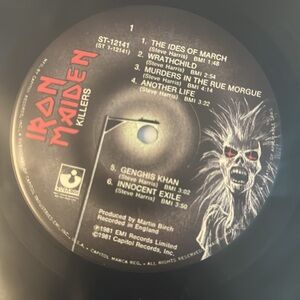 1
ST-12141
(ST 1-12141)
1. THE IDES OF MARCH
(Steve Harris) BMI 1:48
2. WRATHCHILD
(Steve Harris) BMI 2:54
3. MURDERS IN THE RUE MORGUE
(Steve Harris) BMI 4:14
4. ANOTHER LIFE
(Steve Harris) BMI 3:22
IRON
MAIDEN
KILLERS
5. GENGHIS KHAN
(Steve Harris) BMI 3:02
6. INNOCENT EXILE
(Steve Harris) BMI 3:50
HARVEST
Produced by Martin Birch
Recorded in England
℗1981 EMI Records Limited
©1981 Capitol Records, Inc.